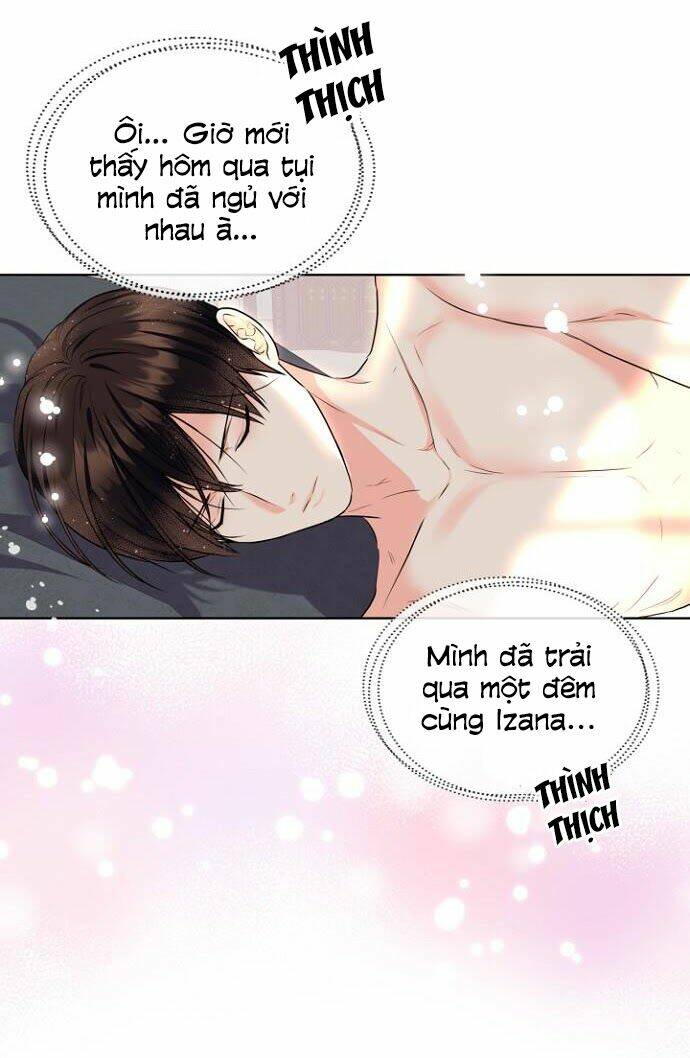 THÌNH
THỊCH
Ôi... Giờ mới
thấy hôm qua tụi
mình đã ngủ với
nhau à...
Mình đã trải
qua một đêm
cùng Izana...
THÌNH
THỊCH